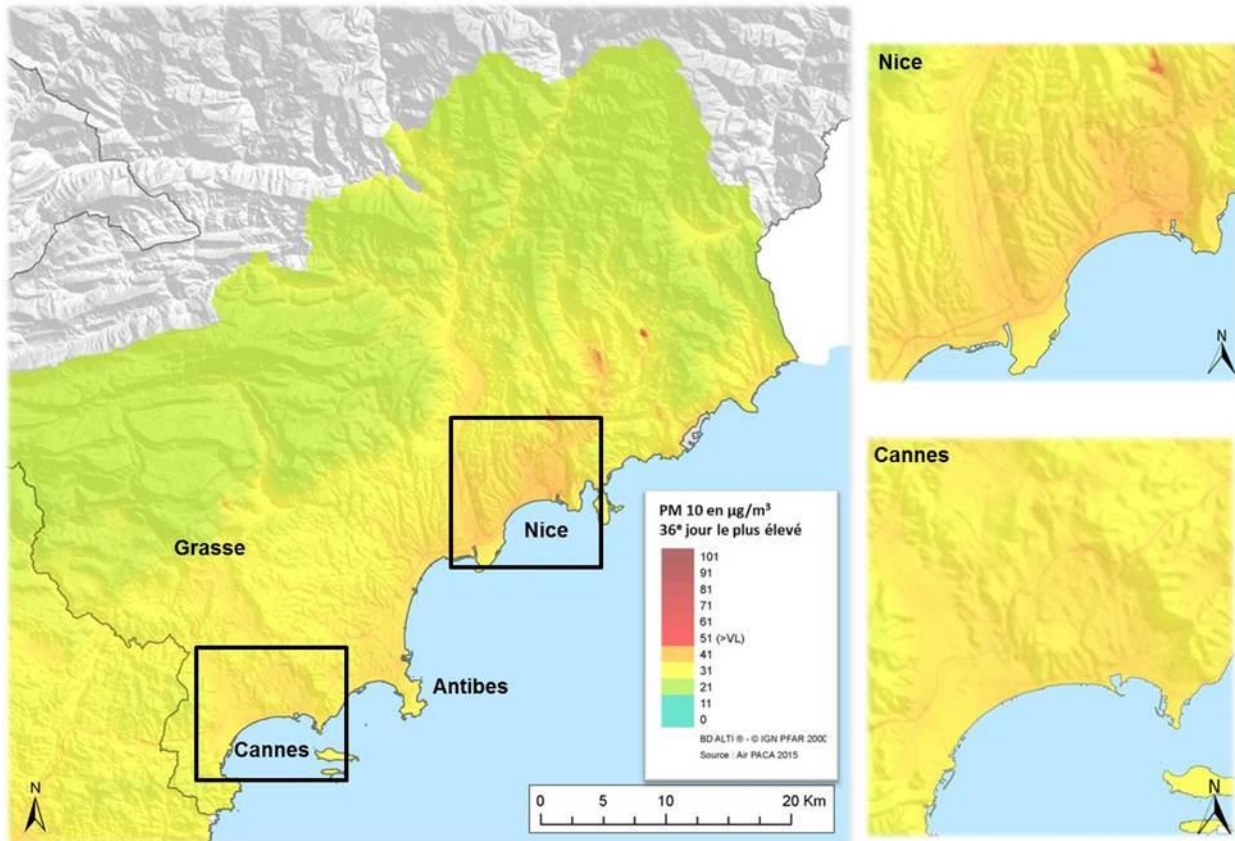 Grasse
Nice
Antibes
Cannes
N
0 5 10 20 Km
PM 10 en µg/m³
36ᵉ jour le plus élevé
101
91
81
71
61
51 (>VL)
41
31
21
11
0
BD ALTI ® - © IGN PFAR 200
Source : Air PACA 2015
Nice
N
Cannes
N